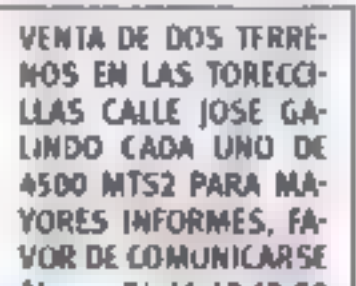 VENTA DE DOS TERRE-
NOS EN LAS TORECCI-
LLAS CALLE JOSE GA-
LINDO CADA UNO DE
4500 MTS2 PARA MA-
YORES INFORMES, FA-
VOR DE COMUNICARSE